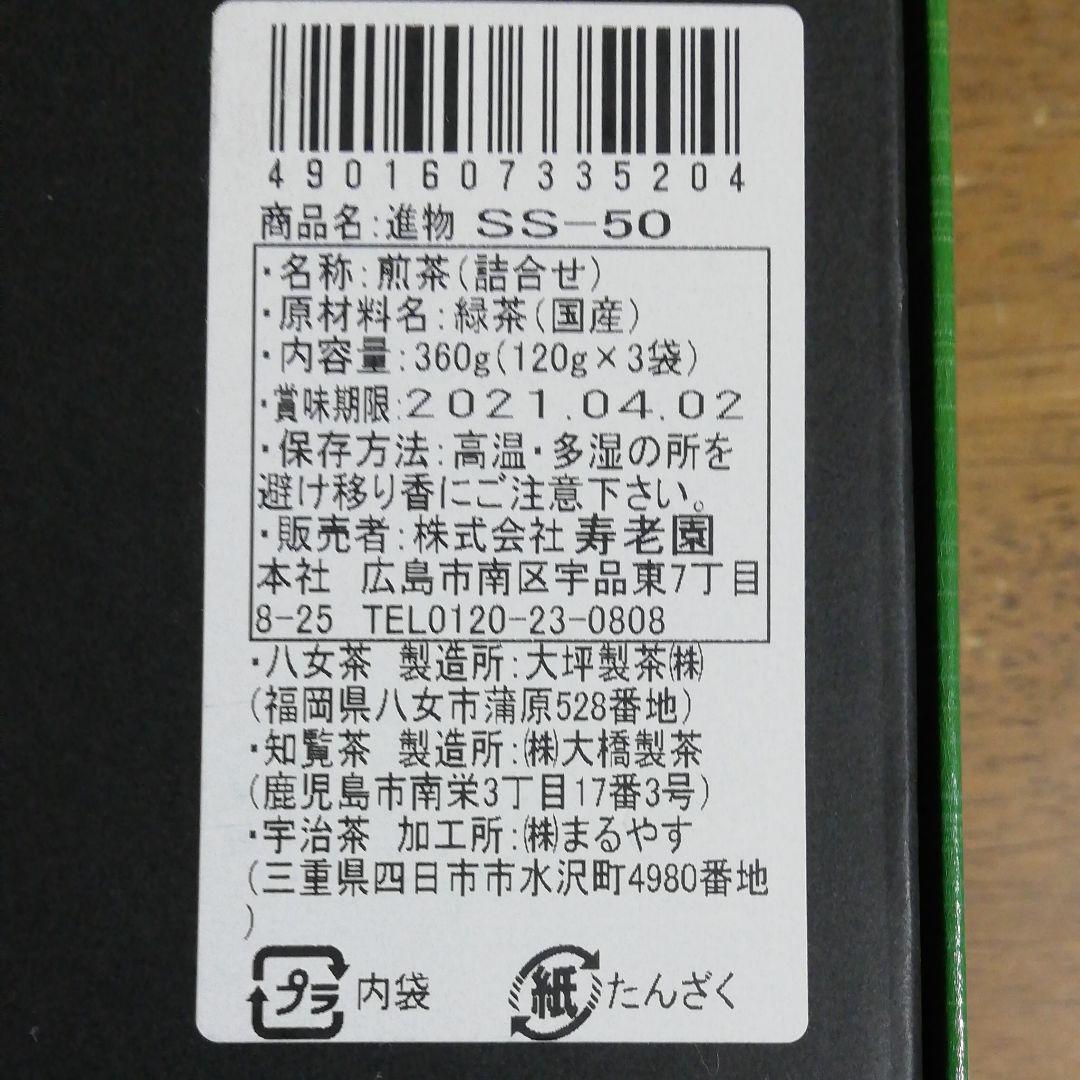 4901607335204
商品名:進物 SS-50
・名称:煎茶(詰合せ)
・原材料名:緑茶(国産)
・内容量:360g(120g×3袋)
・賞味期限:2021.04.02
・保存方法:高温・多湿の所を
避け移り香にご注意下さい。
・販売者:株式会社 寿老園
本社 広島市南区宇品東7丁目
8-25 TEL0120-23-0808
・八女茶 製造所:大坪製茶㈱
(福岡県八女市蒲原528番地)
・知覧茶 製造所:㈱大橋製茶
(鹿児島市南栄3丁目17番3号)
・宇治茶 加工所:㈱まるやす
(三重県四日市市水沢町4980番地
)
プラ 内袋 紙 たんざく